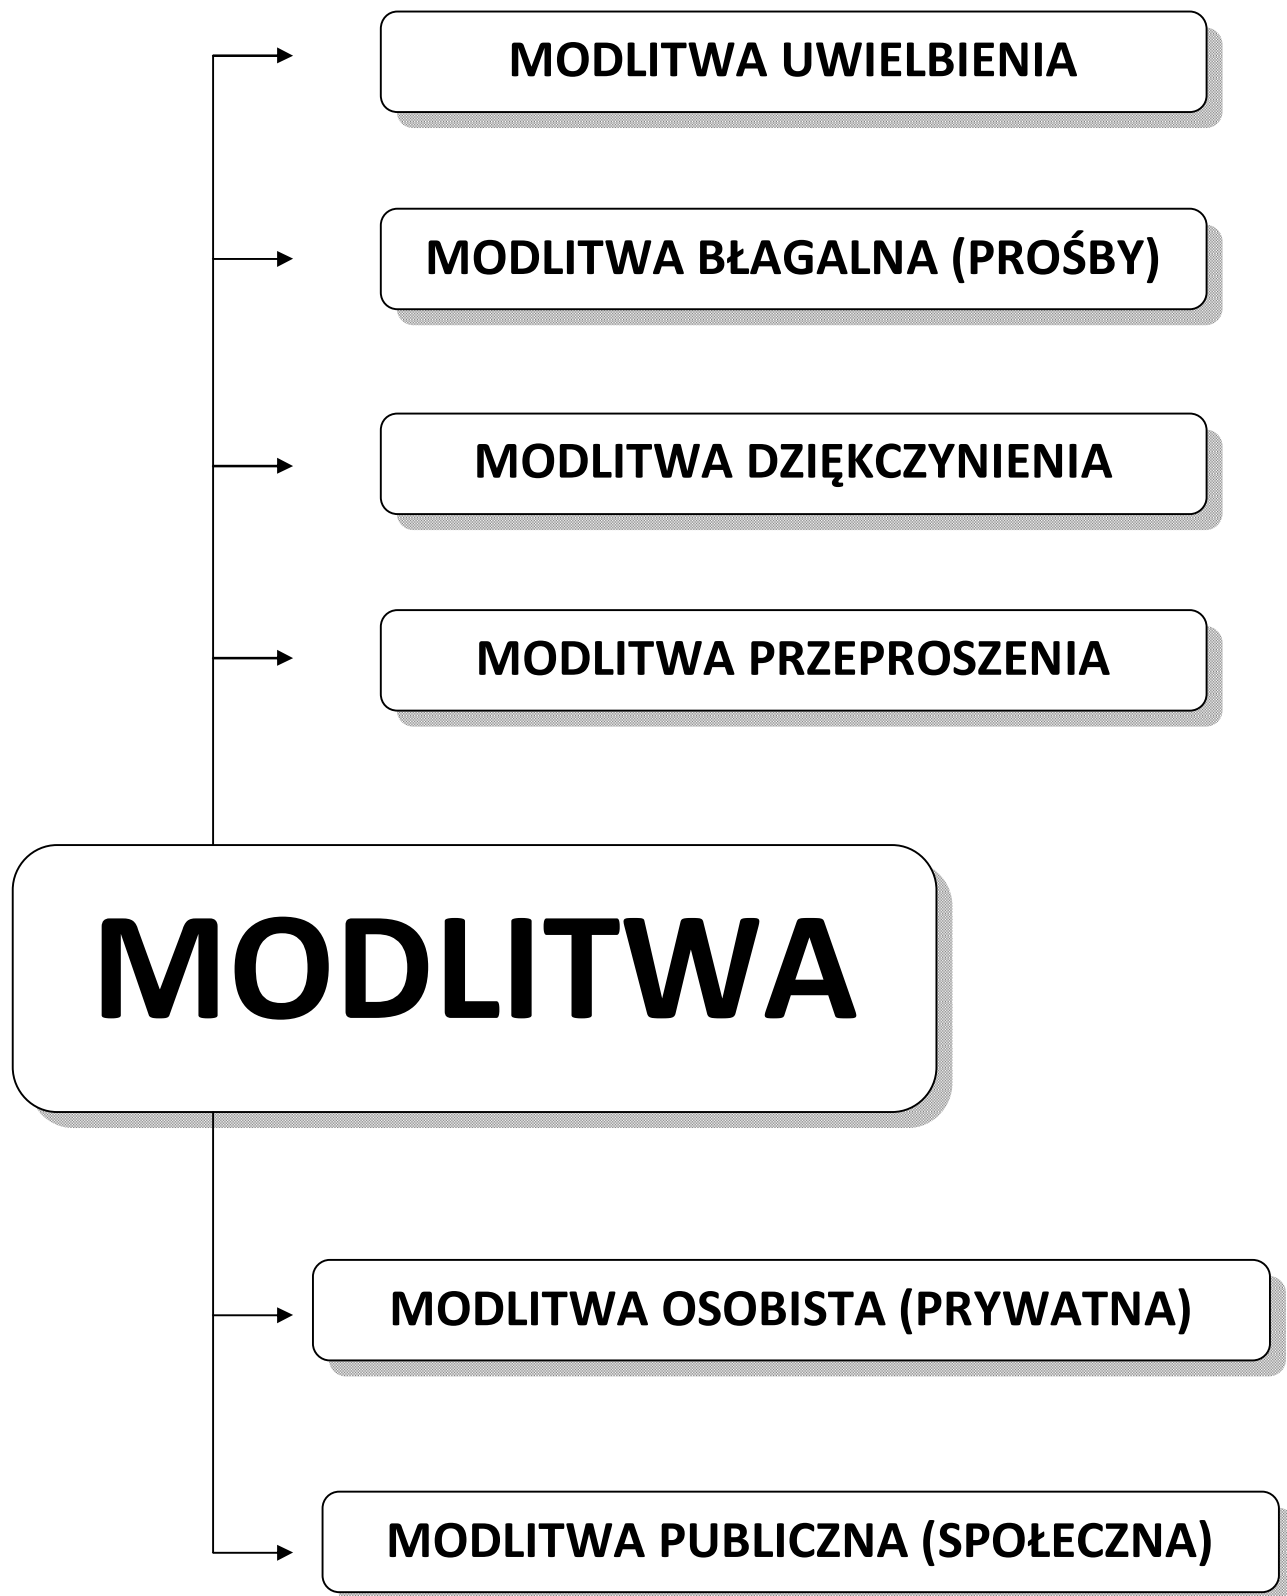 MODLITWA UWIELBIENIA
MODLITWA BŁAGALNA (PROŚBY)
MODLITWA DZIĘKCZYNIENIA
MODLITWA PRZEPROSZENIA
MODLITWA
MODLITWA OSOBISTA (PRYWATNA)
MODLITWA PUBLICZNA (SPOŁECZNA)